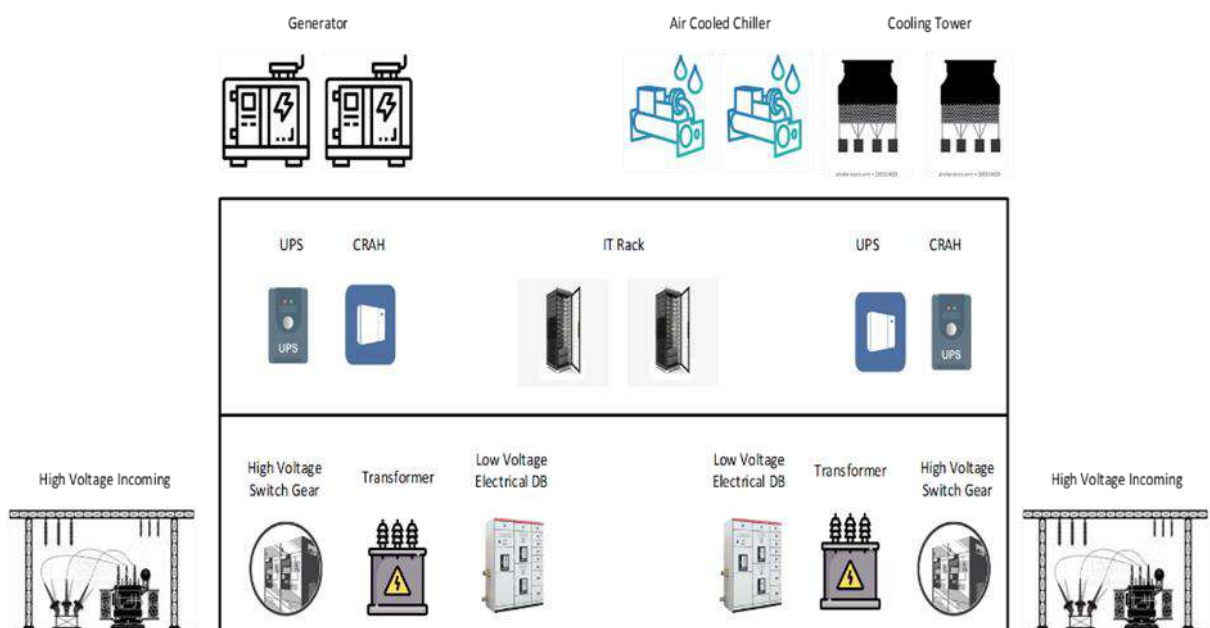 Generator
Air Cooled Chiller
Cooling Tower
UPS
CRAH
IT Rack
UPS
CRAH
UPS
UPS
High Voltage Incoming
High Voltage
Switch Gear
Transformer
Low Voltage
Electrical DB
Low Voltage
Electrical DB
Transformer
High Voltage
Switch Gear
High Voltage Incoming